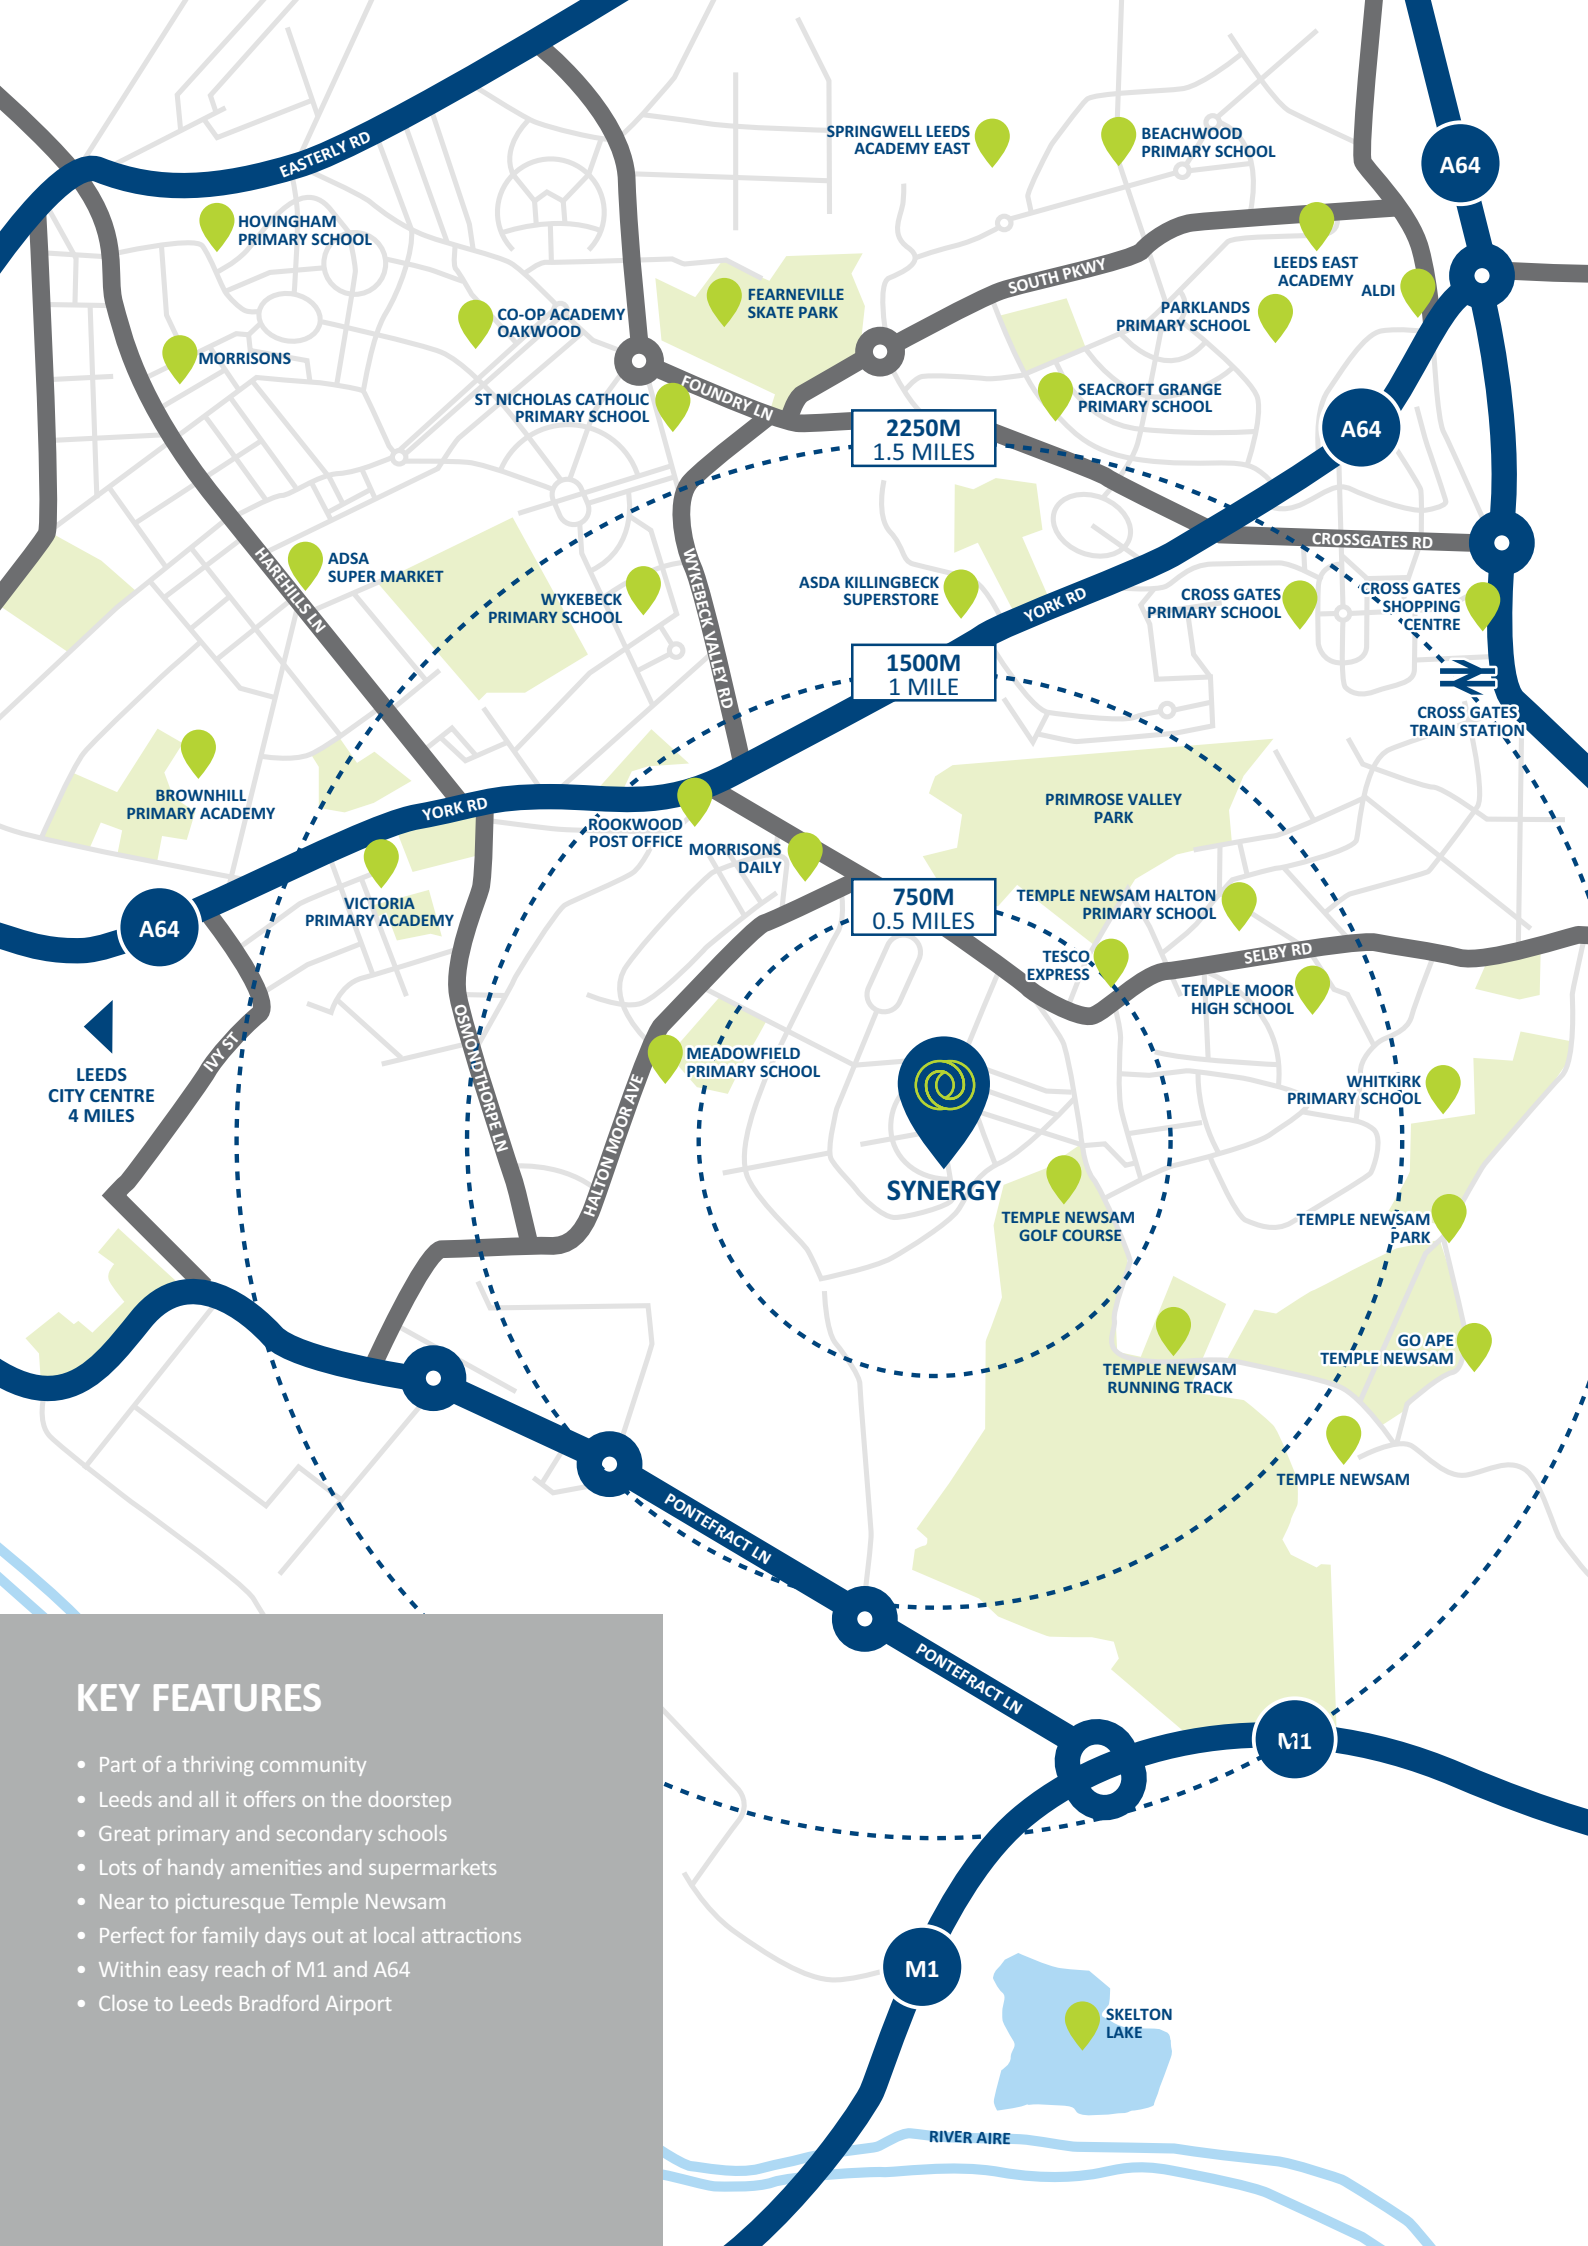 EASTERLY RD
SPRINGWELL LEEDS
ACADEMY EAST
BEACHWOOD
PRIMARY SCHOOL
A64
HOVINGHAM
PRIMARY SCHOOL
SOUTH PKWY
LEEDS EAST
ACADEMY
ALDI
FEARNEVILLE
SKATE PARK
CO-OP ACADEMY
OAKWOOD
PARKLANDS
PRIMARY SCHOOL
MORRISONS
FOUNDRY LN
ST NICHOLAS CATHOLIC
PRIMARY SCHOOL
SEACROFT GRANGE
PRIMARY SCHOOL
2250M
1.5 MILES
A64
CROSSGATES RD
HAREHILLS LN
ADSA
SUPER MARKET
WYKEBECK
PRIMARY SCHOOL
WYKEBECK VALLEY RD
ASDA KILLINGBECK
SUPERSTORE
YORK RD
CROSS GATES
PRIMARY SCHOOL
CROSS GATES
SHOPPING
CENTRE
1500M
1 MILE
CROSS GATES
TRAIN STATION
BROWNHILL
PRIMARY ACADEMY
YORK RD
PRIMROSE VALLEY
PARK
ROOKWOOD
POST OFFICE
MORRISONS
DAILY
VICTORIA
PRIMARY ACADEMY
750M
0.5 MILES
TEMPLE NEWSAM HALTON
PRIMARY SCHOOL
A64
TESCO
EXPRESS
SELBY RD
TEMPLE MOOR
HIGH SCHOOL
LEEDS
CITY CENTRE
4 MILES
IVY ST
OSMONDTHORPE LN
MEADOWFIELD
PRIMARY SCHOOL
HALTON MOOR AVE
WHITKIRK
PRIMARY SCHOOL
SYNERGY
TEMPLE NEWSAM
GOLF COURSE
TEMPLE NEWSAM
PARK
GO APE
TEMPLE NEWSAM
TEMPLE NEWSAM
RUNNING TRACK
TEMPLE NEWSAM
PONTEFRACT LN
PONTEFRACT LN
M1
KEY FEATURES
• Part of a thriving community
• Leeds and all it offers on the doorstep
• Great primary and secondary schools
• Lots of handy amenities and supermarkets
• Near to picturesque Temple Newsam
• Perfect for family days out at local attractions
• Within easy reach of M1 and A64
• Close to Leeds Bradford Airport
M1
SKELTON
LAKE
RIVER AIRE